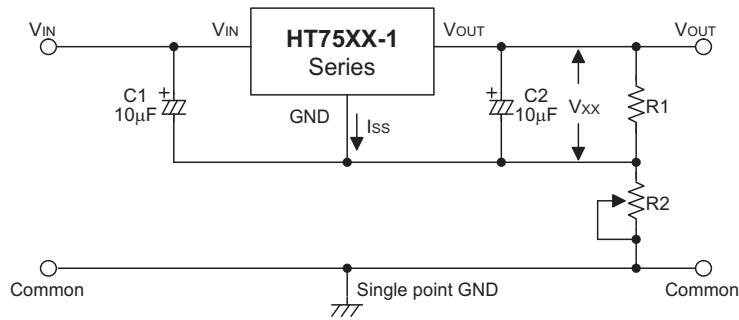 VIN
VIN
HT75XX-1
Series
VOUT
VOUT
C1
10μF
+
GND
ISS
+
C2
10μF
VXX
R1
R2
Common
Single point GND
Common